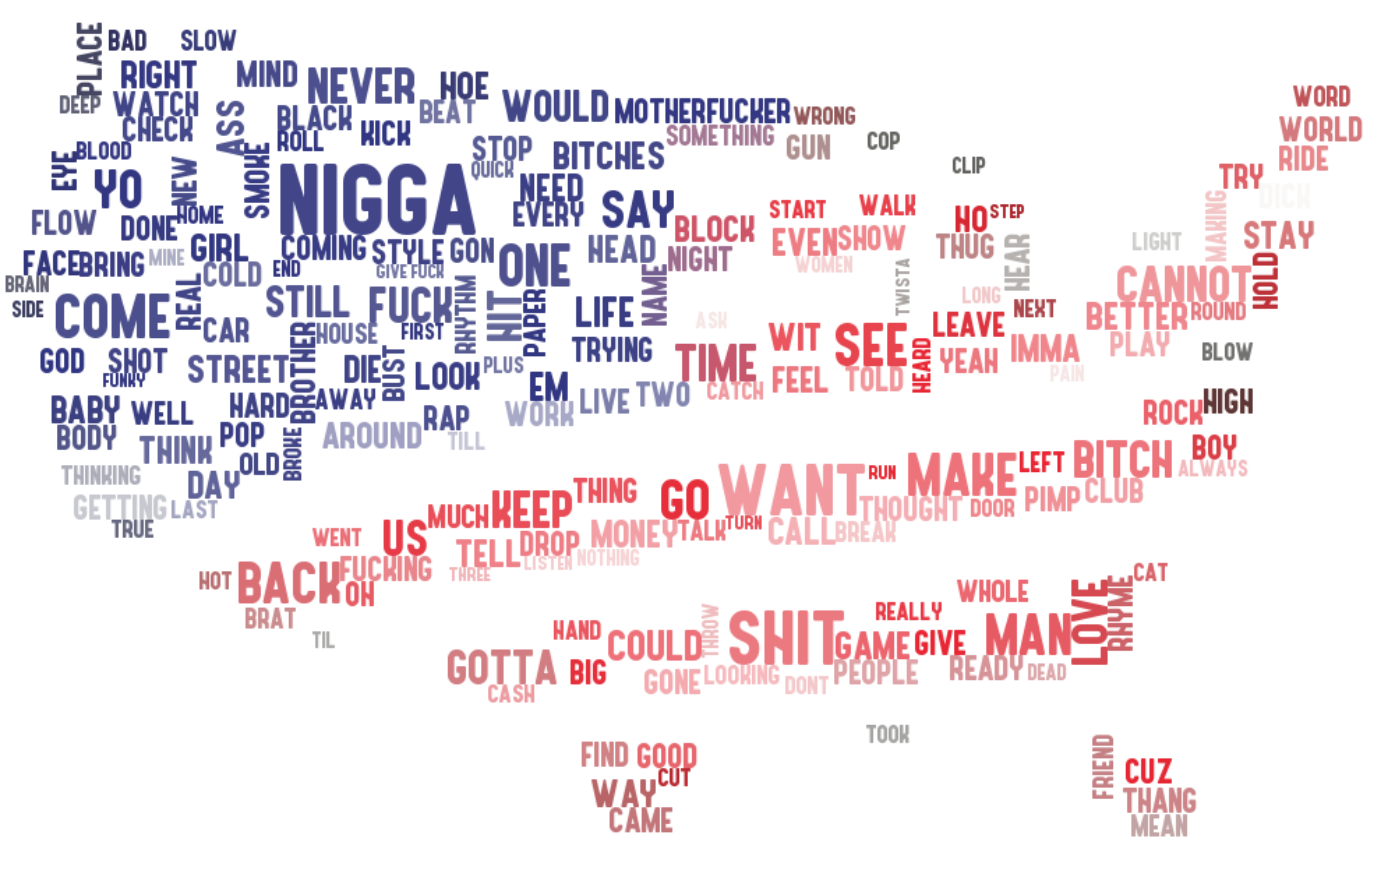 PLACE
BAD
SLOW
RIGHT
MIND
NEVER
HOE
DEEP
WATCH
ASS
BLACK
BEAT
WOULD
MOTHERFUCKER
WRONG
WORD
CHECK
ROLL
KICK
SOMETHING
GUN
COP
WORLD
EYE
BLOOD
NEW
SMOKE
STOP
QUICK
BITCHES
CLIP
RIDE
YO
NIGGA
NEED
TRY
DICK
FLOW
DONE
HOME
EVERY
SAY
START
WALK
HO
STEP
MAKING
FACE
BRING
MINE
GIRL
COMING
STYLE
GON
ONE
HEAD
BLOCK
EVEN
SHOW
THUG
HEAR
LIGHT
STAY
BRAIN
COLD
END
GIVE FUCK
NAME
NIGHT
WOMEN
TWISTA
CANNOT
HOLD
SIDE
COME
REAL
STILL
FUCK
RHYTHM
HIT
PAPER
LIFE
ASH
LONG
NEXT
BETTER
ROUND
CAR
HOUSE
FIRST
TRYING
WIT
SEE
LEAVE
IMMA
PLAY
GOD
SHOT
FUNKY
STREET
BROTHER
DIE
BUST
LOOK
PLUS
TIME
HEARD
YEAH
PAIN
BLOW
EM
CATCH
FEEL
TOLD
BABY
WELL
HARD
AWAY
RAP
WORK
LIVE
TWO
ROCK
HIGH
BODY
THINK
POP
BROKE
AROUND
TILL
BOY
THINKING
OLD
WANT
RUN
MAKE
LEFT
BITCH
ALWAYS
DAY
THING
GO
GETTING
LAST
MUCH
KEEP
THOUGHT
DOOR
PIMP
CLUB
TRUE
WENT
US
TELL
DROP
MONEY
TALK
TURN
CALL
BREAK
HOT
BACK
FUCKING
OH
THREE
LISTEN
NOTHING
CAT
BRAT
TIL
WHOLE
LOVE
RHYME
HAND
COULD
THROW
SHIT
REALLY
GAME
GIVE
MAN
GOTTA
BIG
GONE
LOOKING
DONT
PEOPLE
READY
DEAD
CASH
TOOK
FIND
GOOD
FRIEND
CUZ
WAY
CUT
THANG
CAME
MEAN